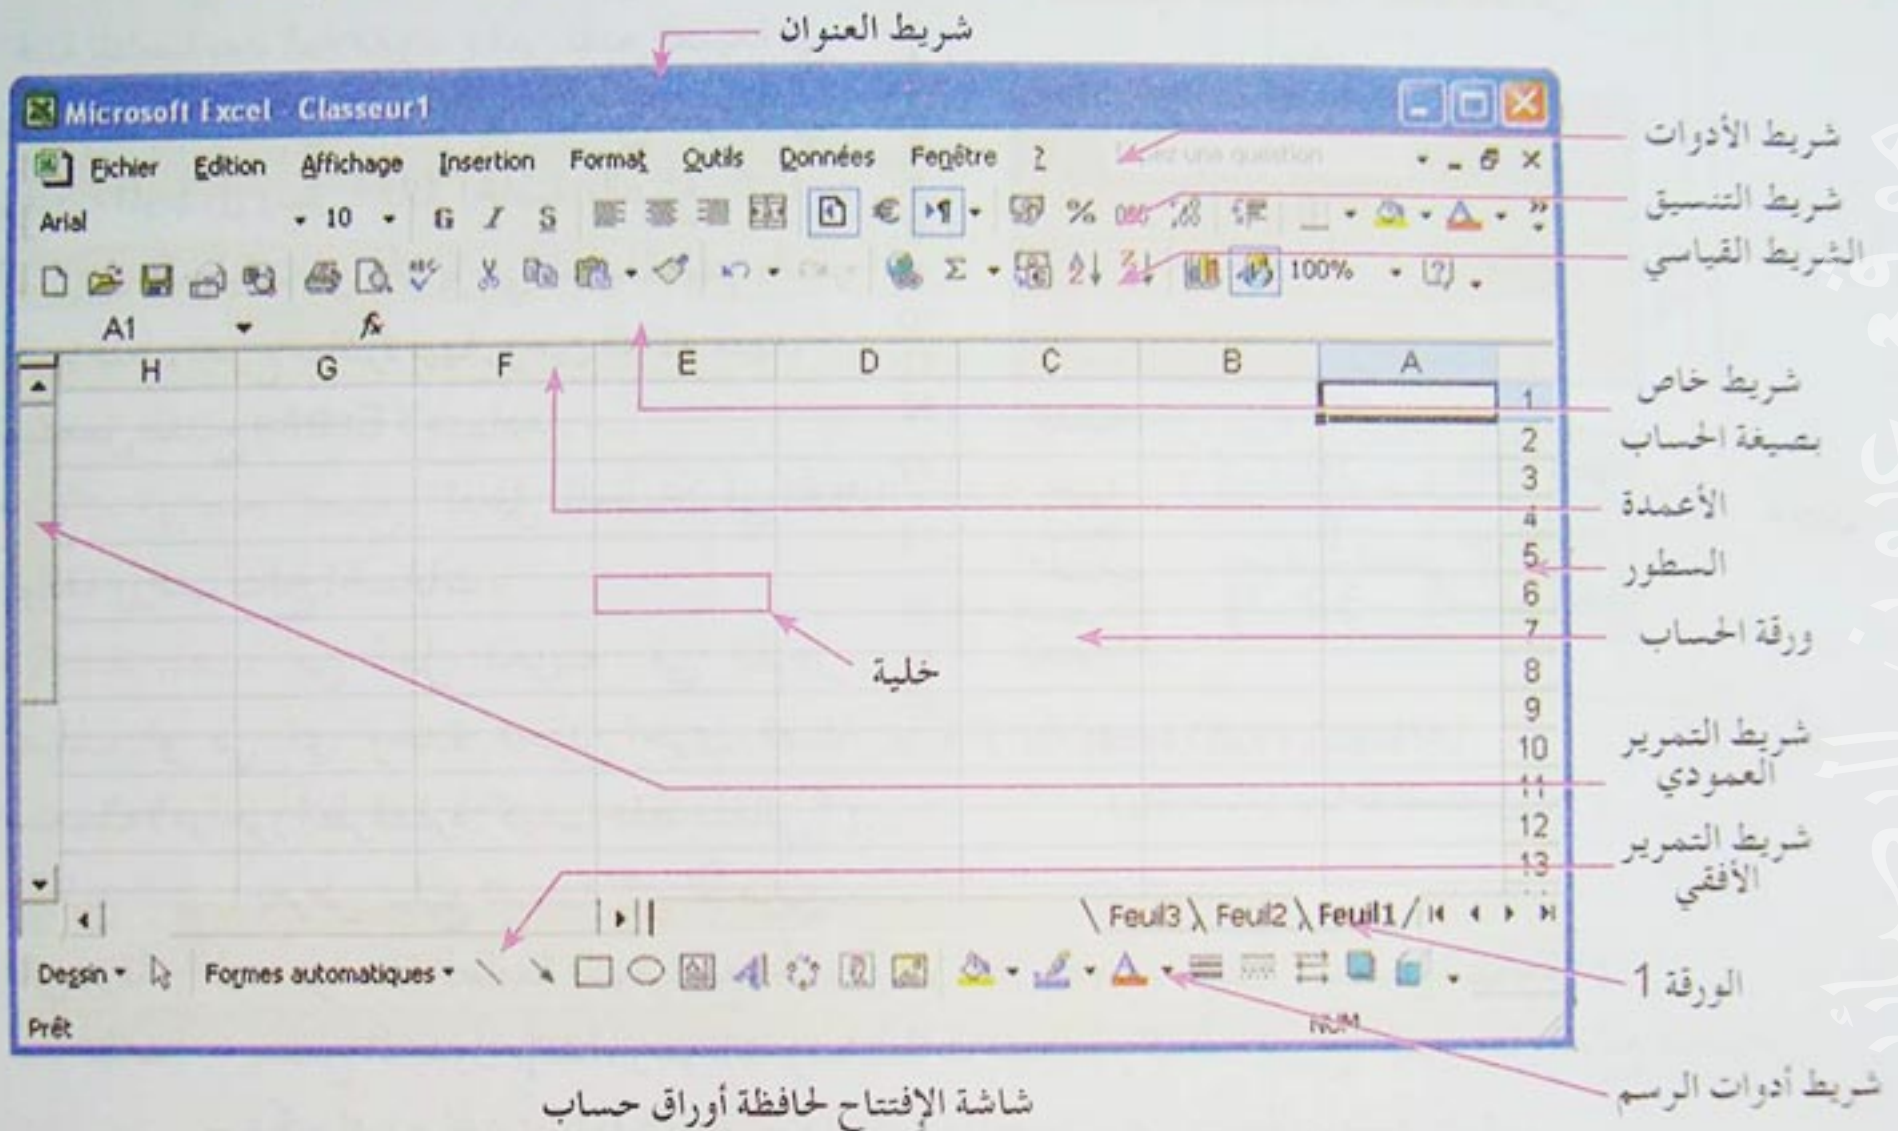 شريط العنوان
Microsoft Excel - Classeur1
شريط الأدوات
Fichier Edition Affichage Insertion Format Outils Données Fenêtre ?
une question
شريط التنسيق
Arial 10 G I S € % 000
الشريط القياسي
Σ 100%
A1 fx
H G F E D C B A
شريط خاص
بصيغة الحساب
1
2
3
4
5
6
7
8
9
10
11
12
13
الأعمدة
السطور
ورقة الحساب
خلية
شريط التمرير
العمودي
شريط التمرير
الأفقي
Feuil3 Feuil2 Feuil1
الورقة 1
Dessin Formes automatiques
Prêt NUM
شريط أدوات الرسم
شاشة الإفتتاح لحافظة أوراق حساب